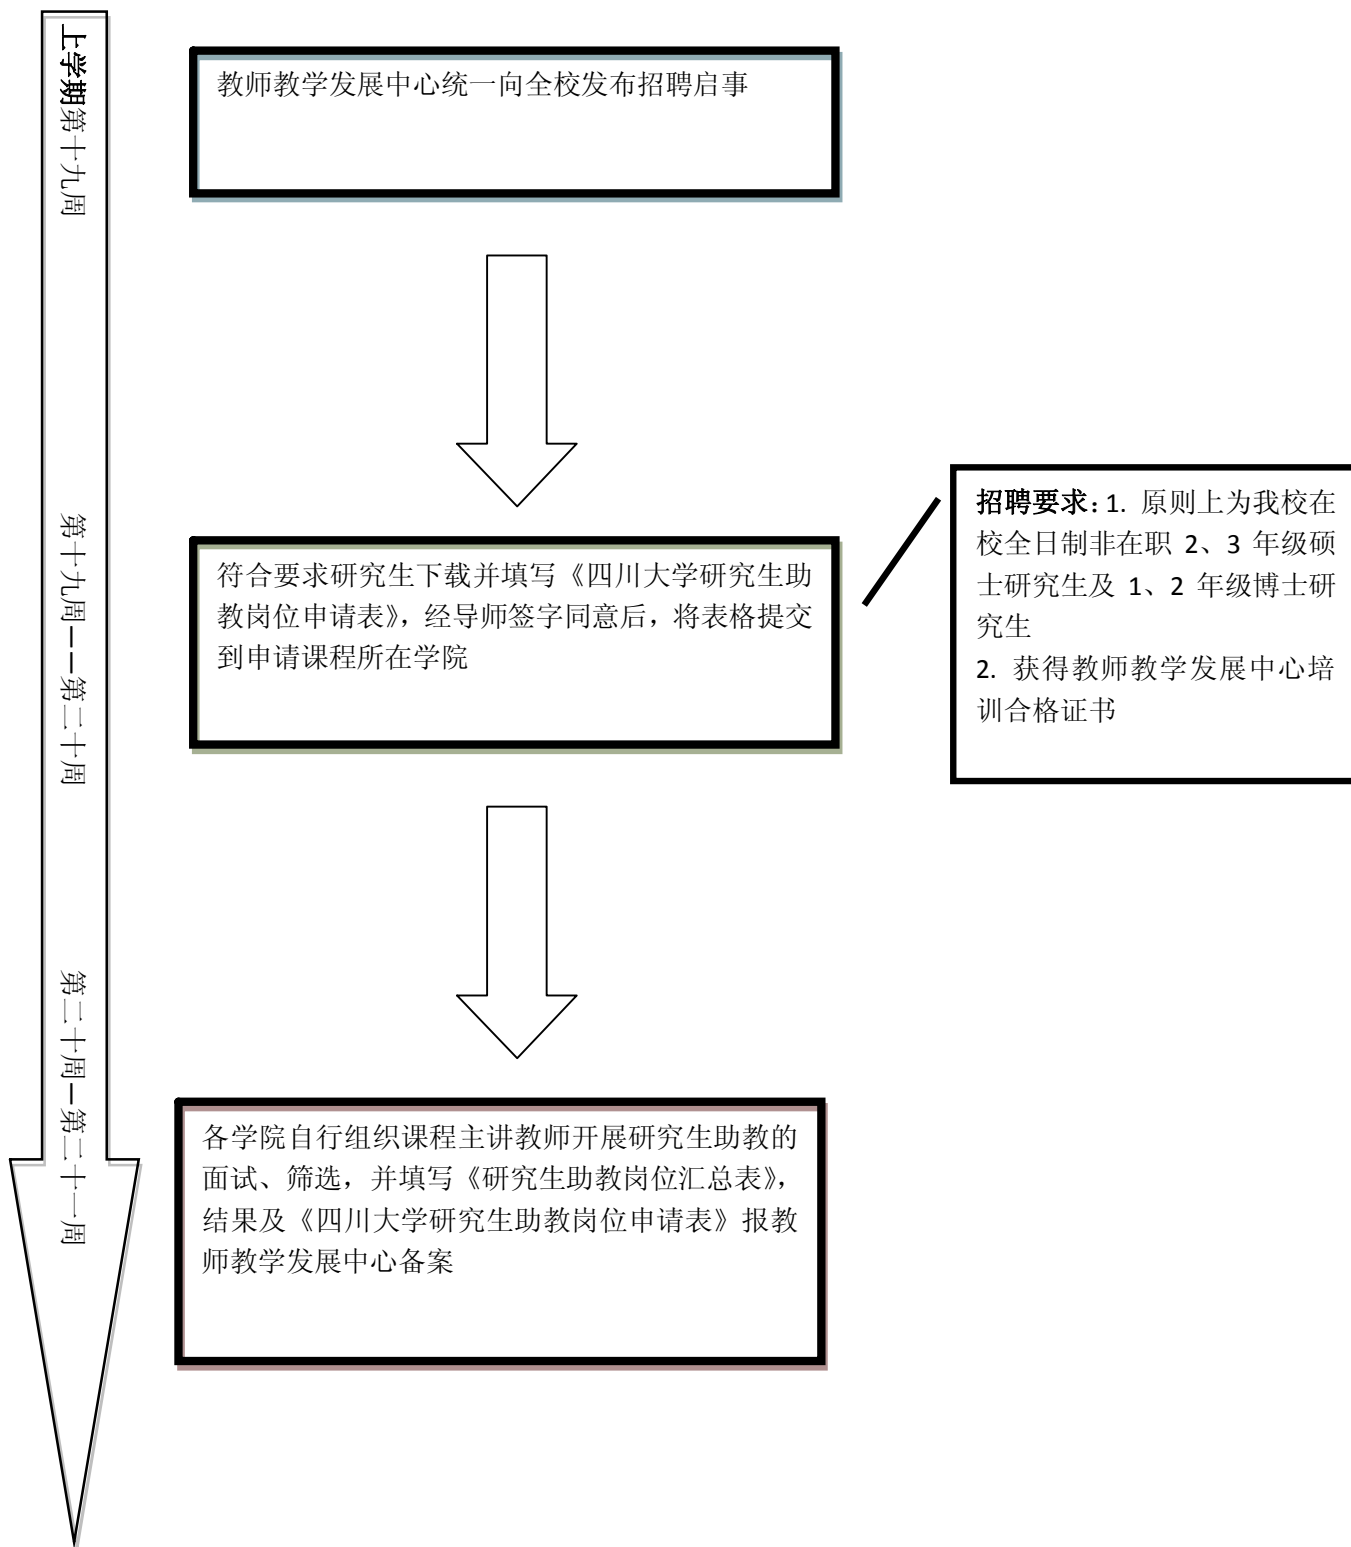 上学期第十九周
教师教学发展中心统一向全校发布招聘启事
第十九周——第二十周
符合要求研究生下载并填写《四川大学研究生助
教岗位申请表》，经导师签字同意后，将表格提交
到申请课程所在学院
招聘要求：1. 原则上为我校在
校全日制非在职 2、3 年级硕
士研究生及 1、2 年级博士研
究生
2. 获得教师教学发展中心培
训合格证书
第二十周—第二十一周
各学院自行组织课程主讲教师开展研究生助教的
面试、筛选，并填写《研究生助教岗位汇总表》，
结果及《四川大学研究生助教岗位申请表》报教
师教学发展中心备案